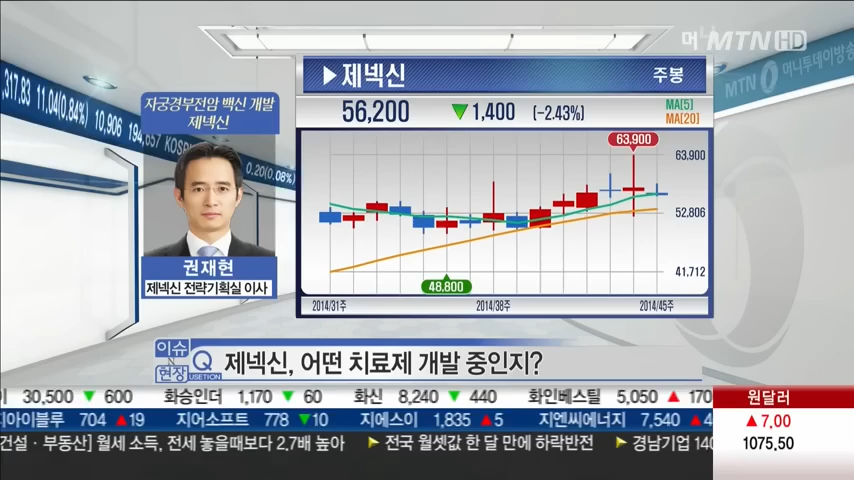 머니MTN HD
MTN 머니투데이방송
,317.83 11.04(0.84%) 10,906 194,657 KOSP
0.20(0.08%)
자궁경부전암 백신 개발
제넥신
권재현
제넥신 전략기획실 이사
▶제넥신 주봉
56,200 ▼1,400 (-2.43%) MA[5]
MA[20]
63,900
63,900
52,806
41,712
48,800
2014/31주 2014/38주 2014/45주
이슈N현장 QUSETION
제넥신, 어떤 치료제 개발 중인지?
이 30,500 ▼ 600 화승인더 1,170 ▼ 60 화신 8,240 ▼ 440 화인베스틸 5,050 ▲ 170
지아이블루 704 ▲19 지어소프트 778 ▼10 지에스이 1,835 ▲5 지엔씨에너지 7,540 ▲4
건설·부동산] 월세 소득, 전세 놓을때보다 2.7배 높아 ▶전국 월셋값 한 달 만에 하락반전 ▶경남기업 140
원달러
▲7.00
1075.50